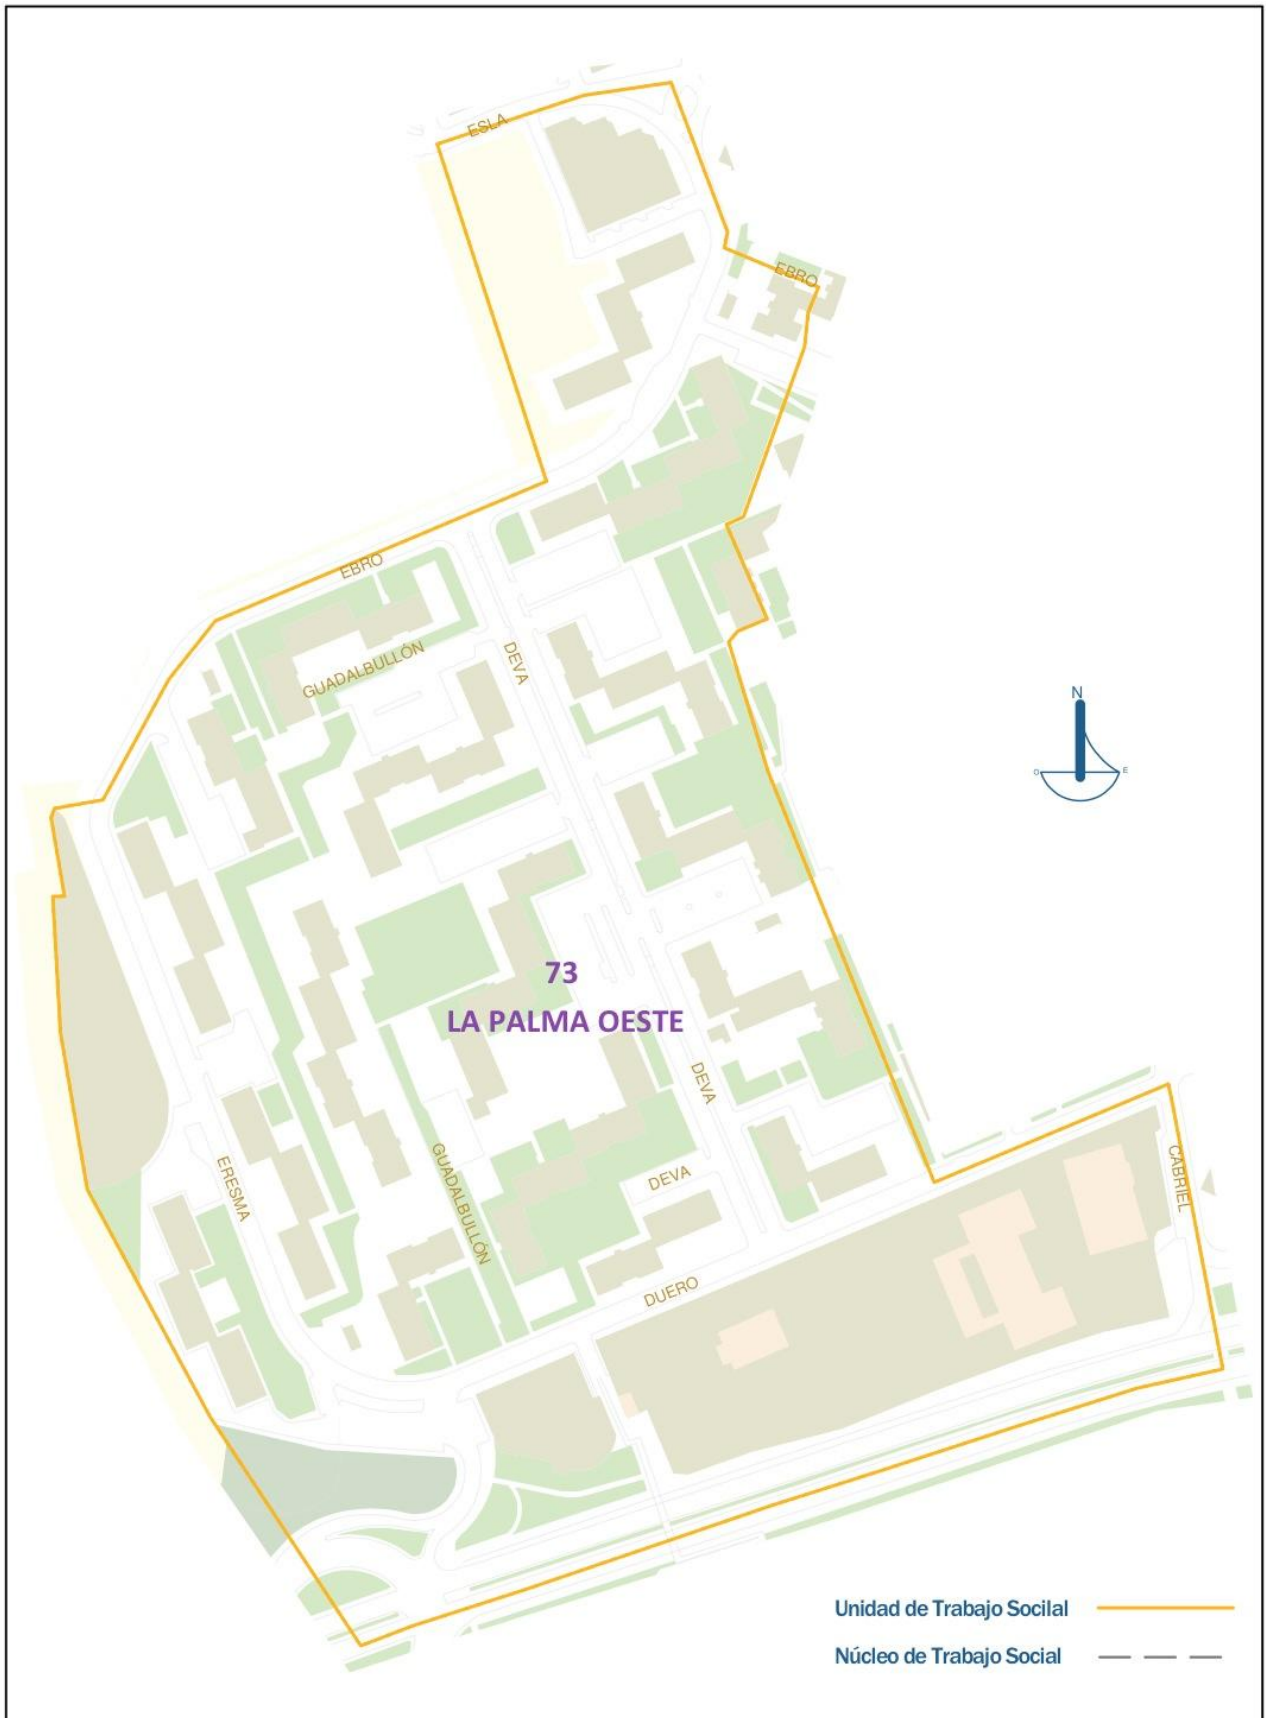 ESLA
EBRO
EBRO
GUADALBULLÓN
DEVA
N
O
E
73
LA PALMA OESTE
DEVA
ERESMA
GUADALBULLÓN
DEVA
CABRIEL
DUERO
Unidad de Trabajo Socilal
Núcleo de Trabajo Social